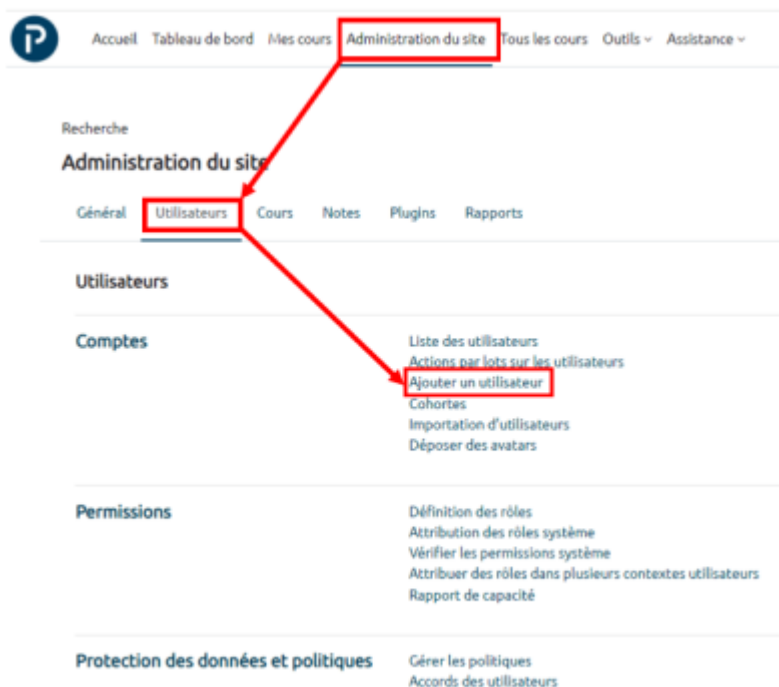 Accueil Tableau de bord Mes cours Administration du site Tous les cours Outils Assistance
Recherche
Administration du site
Général Utilisateurs Cours Notes Plugins Rapports
Utilisateurs
Comptes
Liste des utilisateurs
Actions par lots sur les utilisateurs
Ajouter un utilisateur
Cohortes
Importation d'utilisateurs
Déposer des avatars
Permissions
Définition des rôles
Attribution des rôles système
Vérifier les permissions système
Attribuer des rôles dans plusieurs contextes utilisateurs
Rapport de capacité
Protection des données et politiques
Gérer les politiques
Accords des utilisateurs